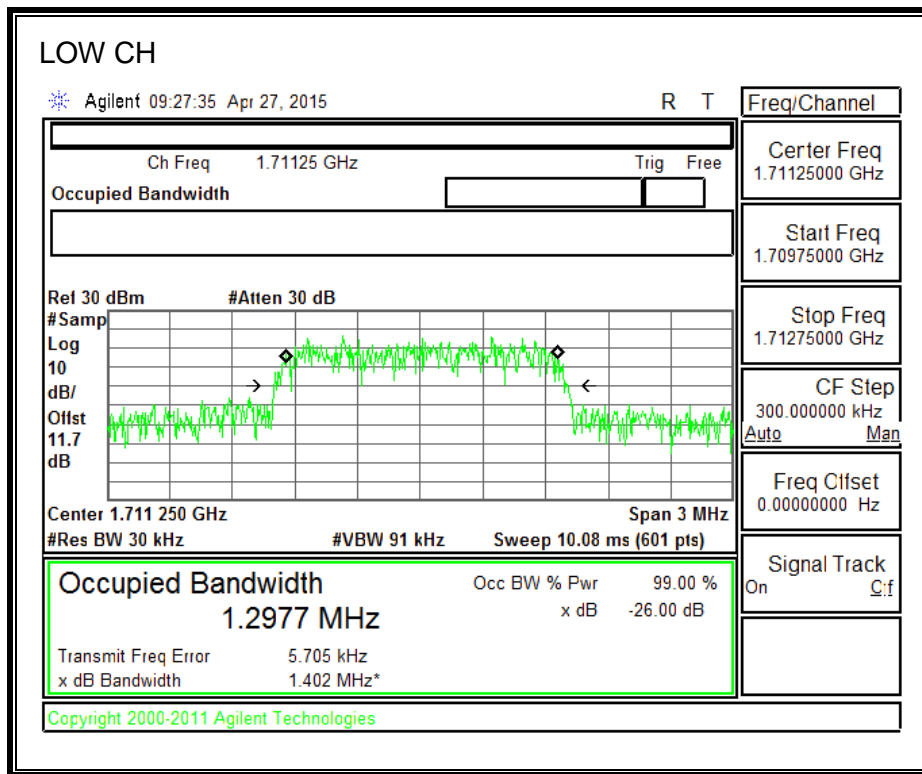 LOW CH
Agilent 09:27:35 Apr 27, 2015 R T
Freq/Channel
Ch Freq 1.71125 GHz Trig Free
Occupied Bandwidth
Center Freq
1.71125000 GHz
Start Freq
1.70975000 GHz
Stop Freq
1.71275000 GHz
CF Step
300.000000 kHz
Auto Man
Freq Offset
0.00000000 Hz
Signal Track
On Off
Ref 30 dBm #Atten 30 dB
#Samp
Log
10
dB/
Offst
11.7
dB
Center 1.711 250 GHz Span 3 MHz
#Res BW 30 kHz #VBW 91 kHz Sweep 10.08 ms (601 pts)
Occupied Bandwidth Occ BW % Pwr 99.00 %
1.2977 MHz x dB -26.00 dB
Transmit Freq Error 5.705 kHz
x dB Bandwidth 1.402 MHz*
Copyright 2000-2011 Agilent Technologies